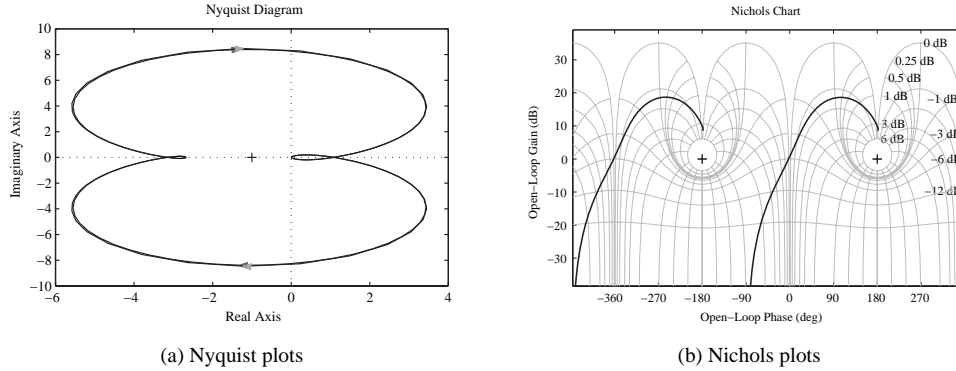 Nyquist Diagram
10
8
6
4
2
0
−2
−4
−6
−8
−10
−6
−4
−2
0
2
4
Imaginary Axis
Real Axis
(a) Nyquist plots
Nichols Chart
30
20
10
0
−10
−20
−30
−360
−270
−180
−90
0
90
180
270
Open−Loop Gain (dB)
Open−Loop Phase (deg)
0 dB
0.25 dB
0.5 dB
1 dB
−1 dB
3 dB
−3 dB
6 dB
−6 dB
−12 dB
(b) Nichols plots